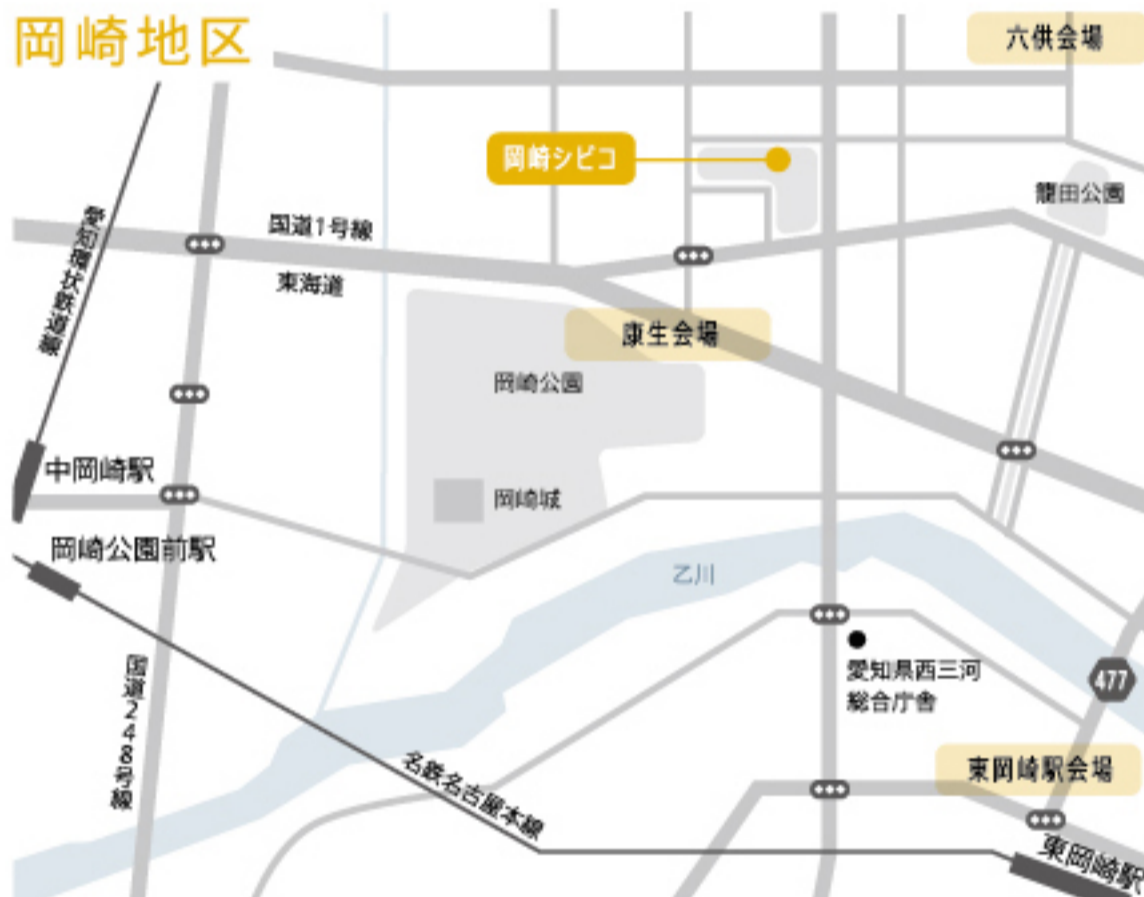 岡崎地区
六供会場
岡崎シビコ
籠田公園
国道1号線
東海道
愛知環状鉄道線
康生会場
岡崎公園
中岡崎駅
岡崎城
岡崎公園前駅
乙川
愛知県西三河
総合庁舎
477
国道248号線
名鉄名古屋本線
東岡崎駅会場
東岡崎駅